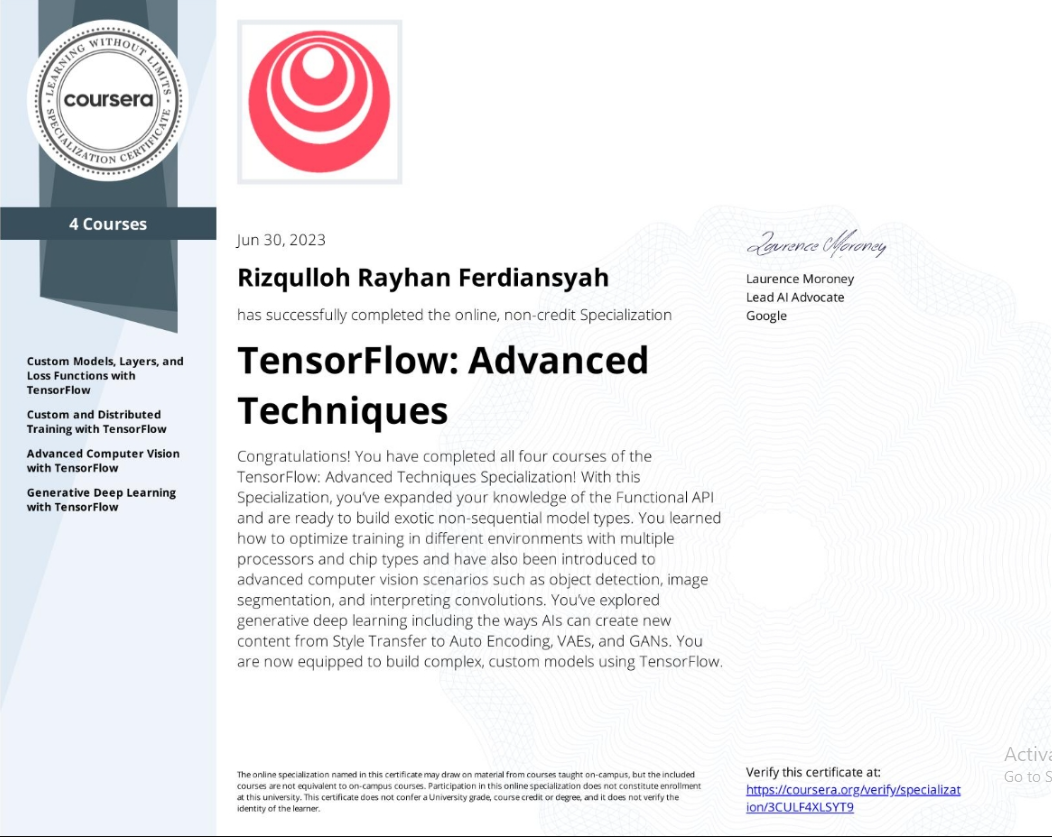 LEARNING WITHOUT LIMITS
coursera
SPECIALIZATION CERTIFICATE
4 Courses
Custom Models, Layers, and
Loss Functions with
TensorFlow
Custom and Distributed
Training with TensorFlow
Advanced Computer Vision
with TensorFlow
Generative Deep Learning
with TensorFlow
Jun 30, 2023
Rizqulloh Rayhan Ferdiansyah
has successfully completed the online, non-credit Specialization
TensorFlow: Advanced
Techniques
Congratulations! You have completed all four courses of the
TensorFlow: Advanced Techniques Specialization! With this
Specialization, you’ve expanded your knowledge of the Functional API
and are ready to build exotic non-sequential model types. You learned
how to optimize training in different environments with multiple
processors and chip types and have also been introduced to
advanced computer vision scenarios such as object detection, image
segmentation, and interpreting convolutions. You’ve explored
generative deep learning including the ways AIs can create new
content from Style Transfer to Auto Encoding, VAEs, and GANs. You
are now equipped to build complex, custom models using TensorFlow.
The online specialization named in this certificate may draw on material from courses taught on-campus, but the included
courses are not equivalent to on-campus courses. Participation in this online specialization does not constitute enrollment
at this university. This certificate does not confer a University grade, course credit or degree, and it does not verify the
identity of the learner.
Laurence Moroney
Laurence Moroney
Lead AI Advocate
Google
Verify this certificate at:
https://coursera.org/verify/specializat
ion/3CULF4XLSYT9
Activa
Go to S